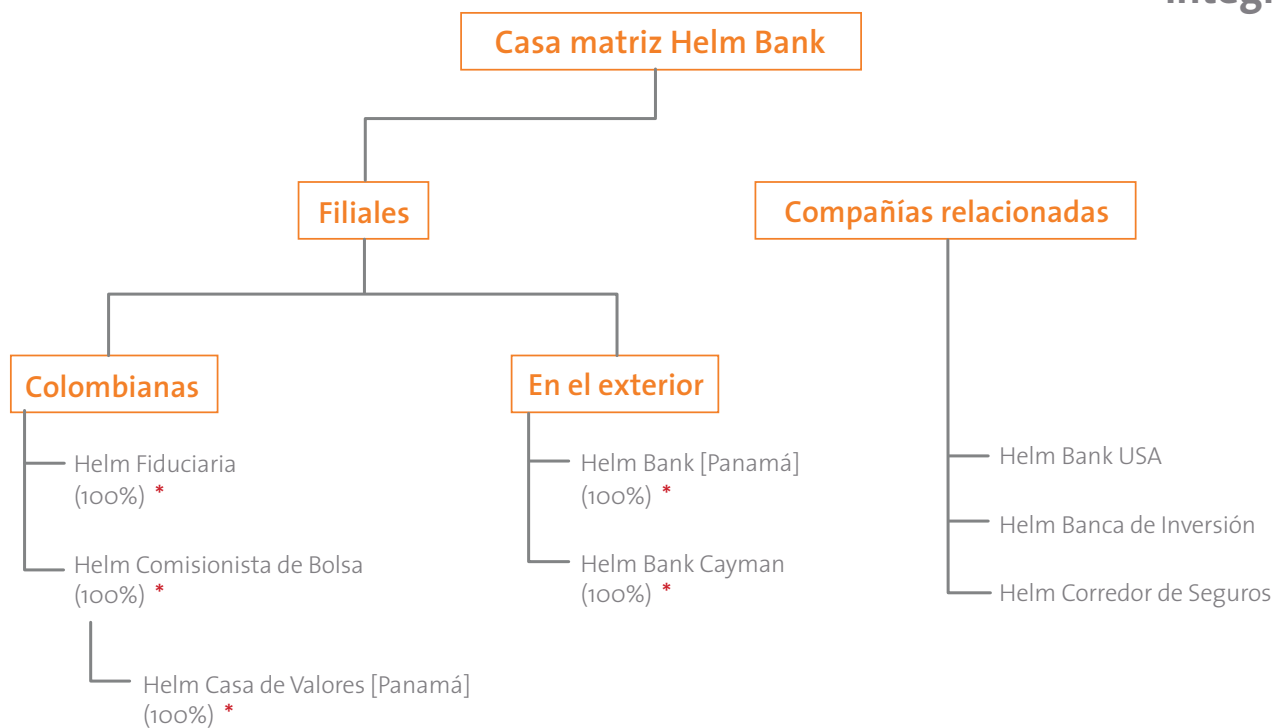 Casa matriz Helm Bank
Filiales
Compañías relacionadas
Colombianas
En el exterior
Helm Fiduciaria
(100%) *
Helm Comisionista de Bolsa
(100%) *
Helm Casa de Valores [Panamá]
(100%) *
Helm Bank [Panamá]
(100%) *
Helm Bank Cayman
(100%) *
Helm Bank USA
Helm Banca de Inversión
Helm Corredor de Seguros